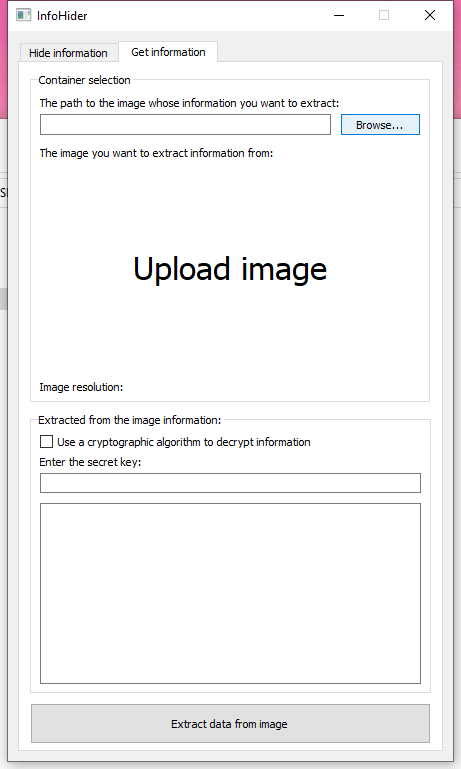 InfoHider
Hide information
Get information
Container selection
The path to the image whose information you want to extract:
Browse...
The image you want to extract information from:
Upload image
Image resolution:
Extracted from the image information:
Use a cryptographic algorithm to decrypt information
Enter the secret key:
Extract data from image